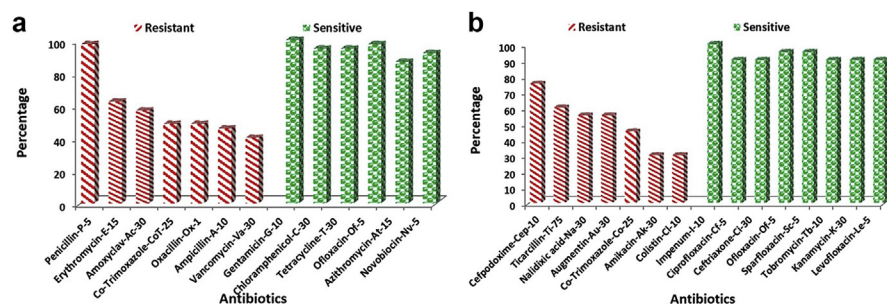 a
Resistant Sensitive
Percentage
100
80
60
40
20
0
Penicillin-P-5
Erythromycin-E-15
Amoxyclav-Ac-30
Co-Trimoxazole-CoT-25
Oxacillin-Ox-1
Ampicillin-A-10
Vancomycin-Va-30
Gentamicin-G-10
Chloramphenicol-C-30
Tetracycline-T-30
Ofloxacin-Of-5
Azithromycin-At-15
Novobiocin-Nv-5
Antibiotics
b
Resistant Sensitive
Percentage
100
90
80
70
60
50
40
30
20
10
0
Cefpodoxime-Cep-10
Ticarcillin-Ti-75
Nalidixic acid-Na-30
Augmentin-Au-30
Co-Trimoxazole-Co-25
Amikacin-Ak-30
Colistin-Cl-10
Impenum-I-10
Ciprofloxacin-Cf-5
Ceftriaxone-Ci-30
Ofloxacin-Of-5
Sparfloxacin-Sc-5
Tobromycin-Tb-10
Kanamycin-K-30
Levofloxacin-Le-5
Antibiotics